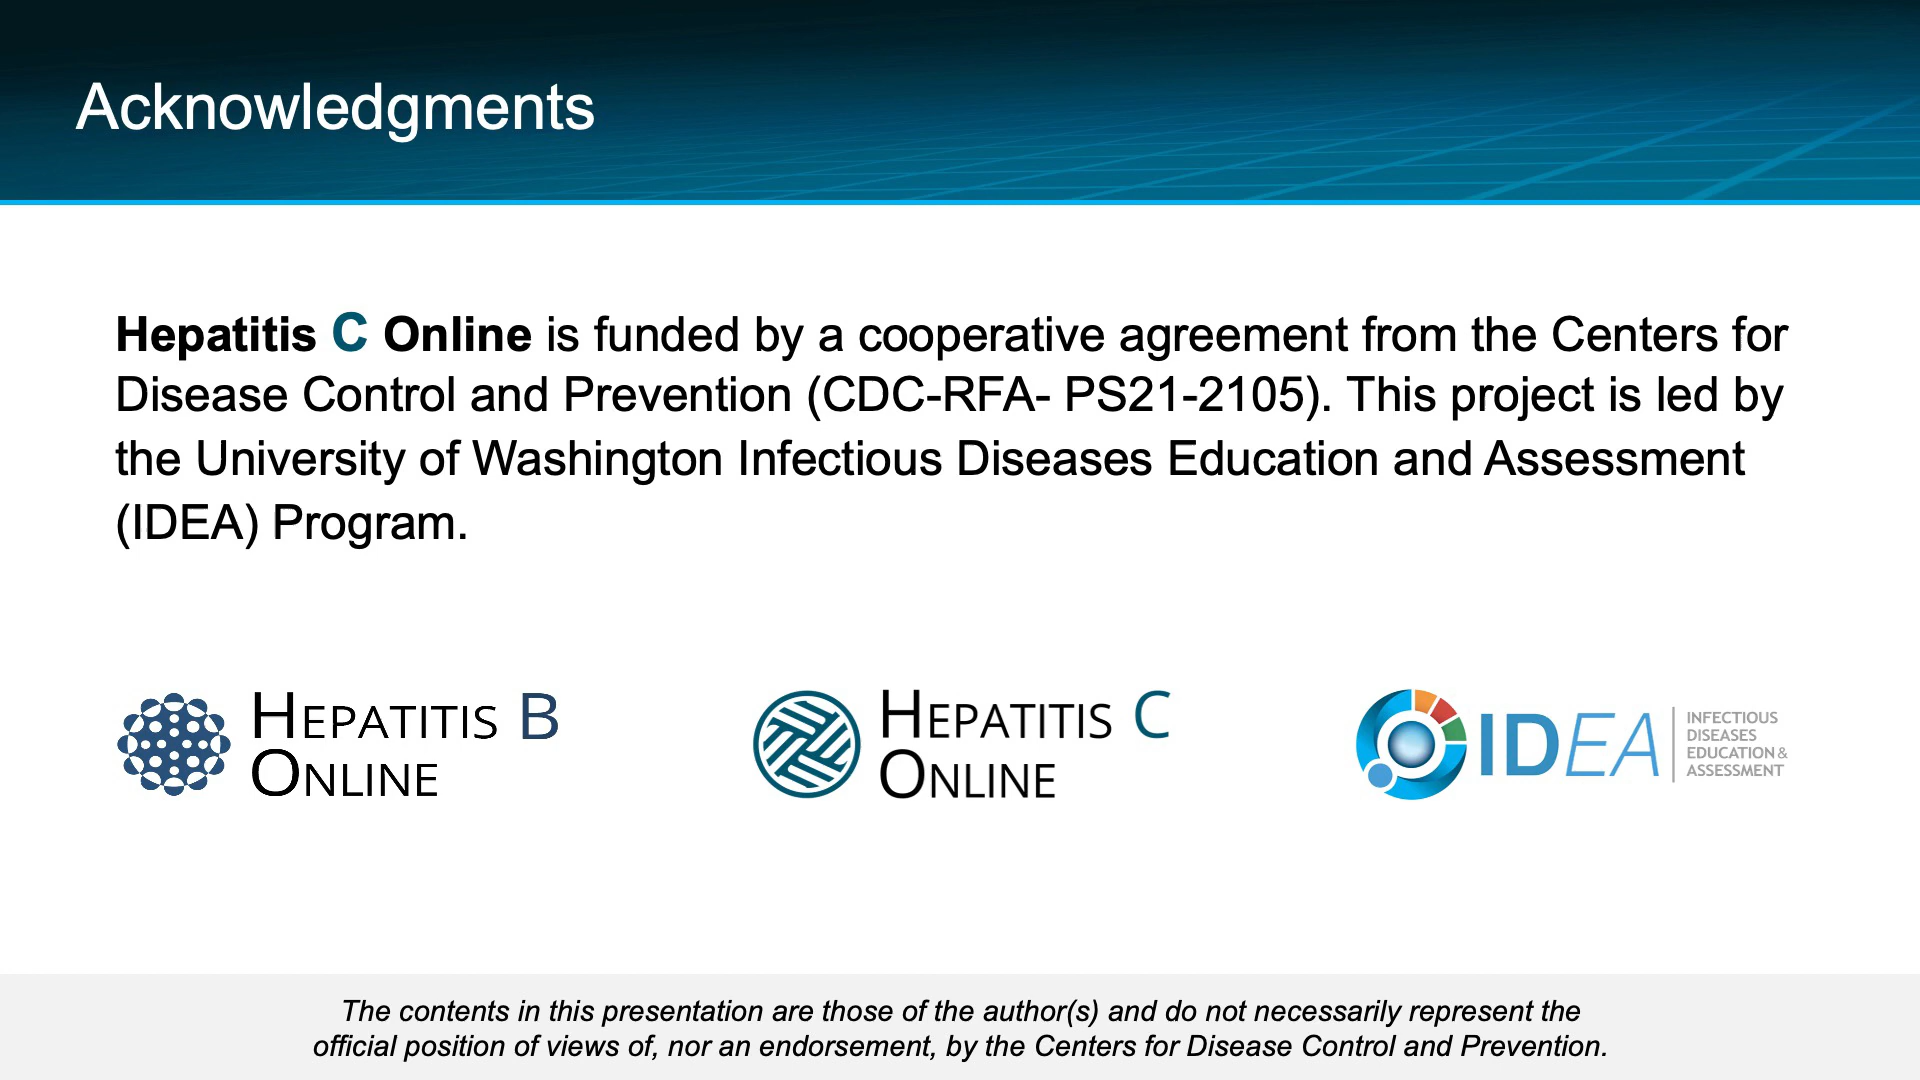 Acknowledgments
Hepatitis C Online is funded by a cooperative agreement from the Centers for
Disease Control and Prevention (CDC-RFA- PS21-2105). This project is led by
the University of Washington Infectious Diseases Education and Assessment
(IDEA) Program.
HEPATITIS B
ONLINE
HEPATITIS C
ONLINE
IDEA
INFECTIOUS
DISEASES
EDUCATION &
ASSESSMENT
The contents in this presentation are those of the author(s) and do not necessarily represent the
official position of views of, nor an endorsement, by the Centers for Disease Control and Prevention.